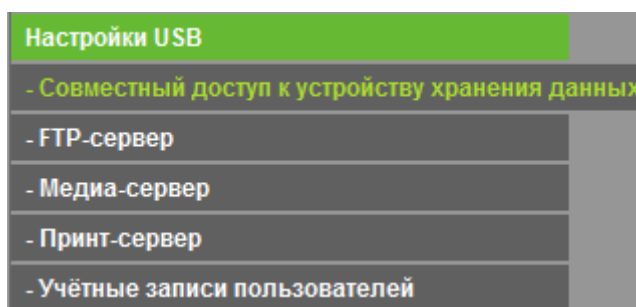 Настройки USB
- Совместный доступ к устройству хранения данных
- FTP-сервер
- Медиа-сервер
- Принт-сервер
- Учётные записи пользователей